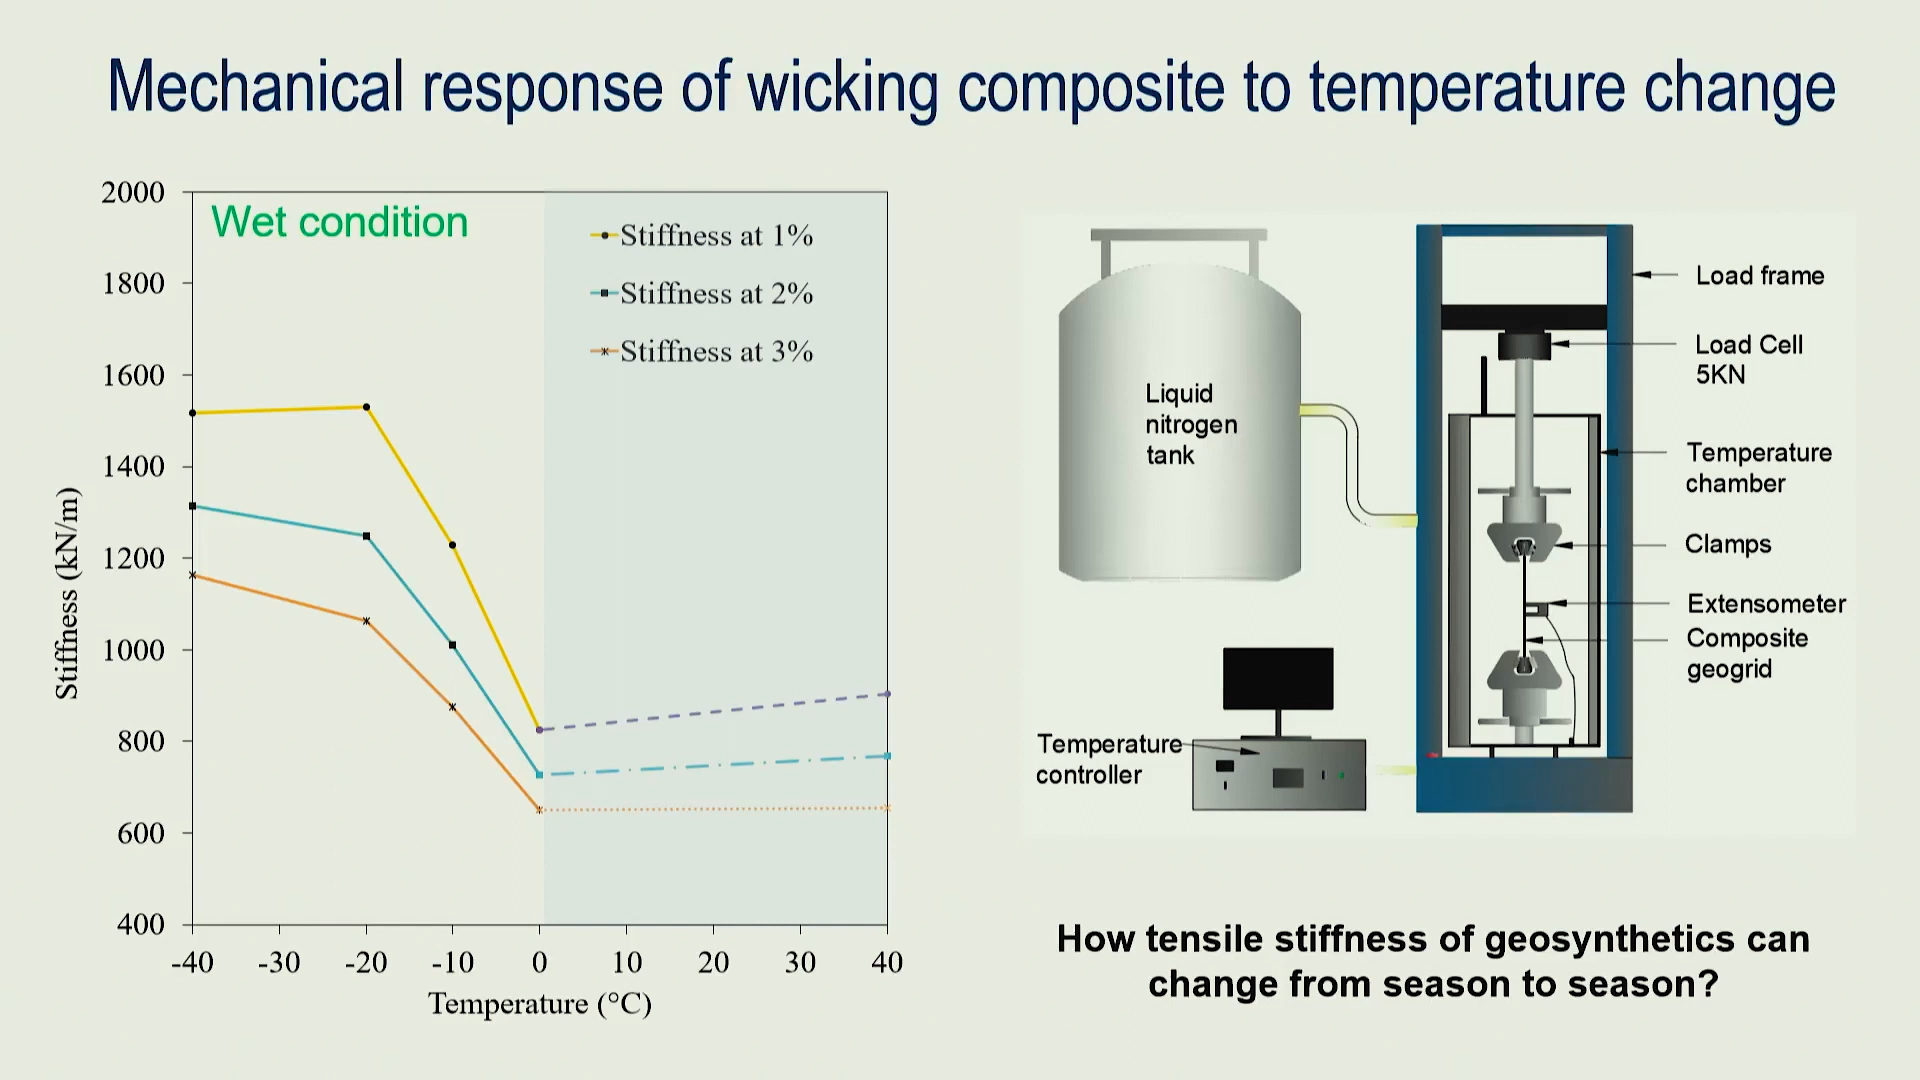 Mechanical response of wicking composite to temperature change
Wet condition
Stiffness at 1%
Stiffness at 2%
Stiffness at 3%
2000
1800
1600
1400
1200
1000
800
600
400
Stiffness (kN/m)
-40 -30 -20 -10 0 10 20 30 40
Temperature (°C)
Liquid
nitrogen
tank
Load frame
Load Cell
5KN
Temperature
chamber
Clamps
Extensometer
Composite
geogrid
Temperature
controller
How tensile stiffness of geosynthetics can
change from season to season?